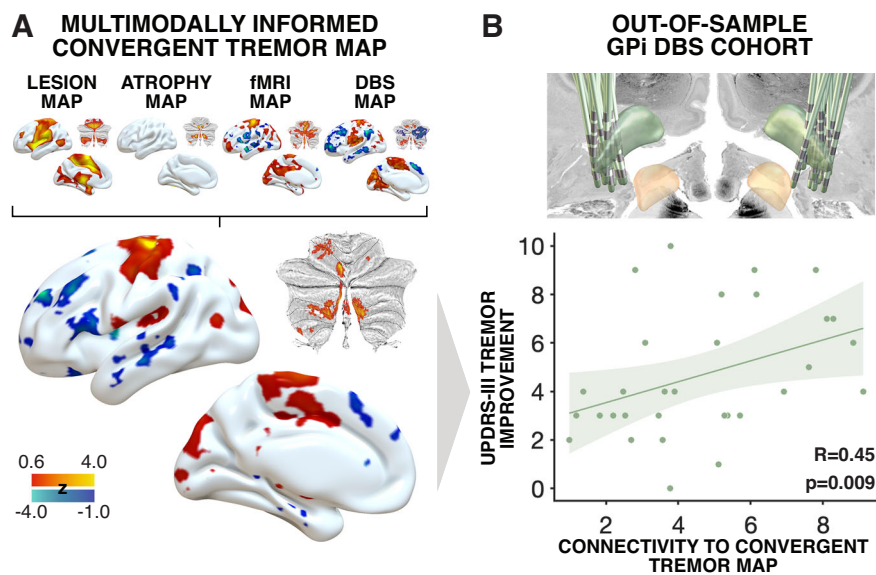 A
MULTIMODALLY INFORMED
CONVERGENT TREMOR MAP
LESION
MAP
ATROPHY
MAP
fMRI
MAP
DBS
MAP
0.6
4.0
z
-4.0
-1.0
B
OUT-OF-SAMPLE
GPi DBS COHORT
UPDRS-III TREMOR
IMPROVEMENT
10
8
6
4
2
0
R=0.45
p=0.009
2
4
6
8
CONNECTIVITY TO CONVERGENT
TREMOR MAP